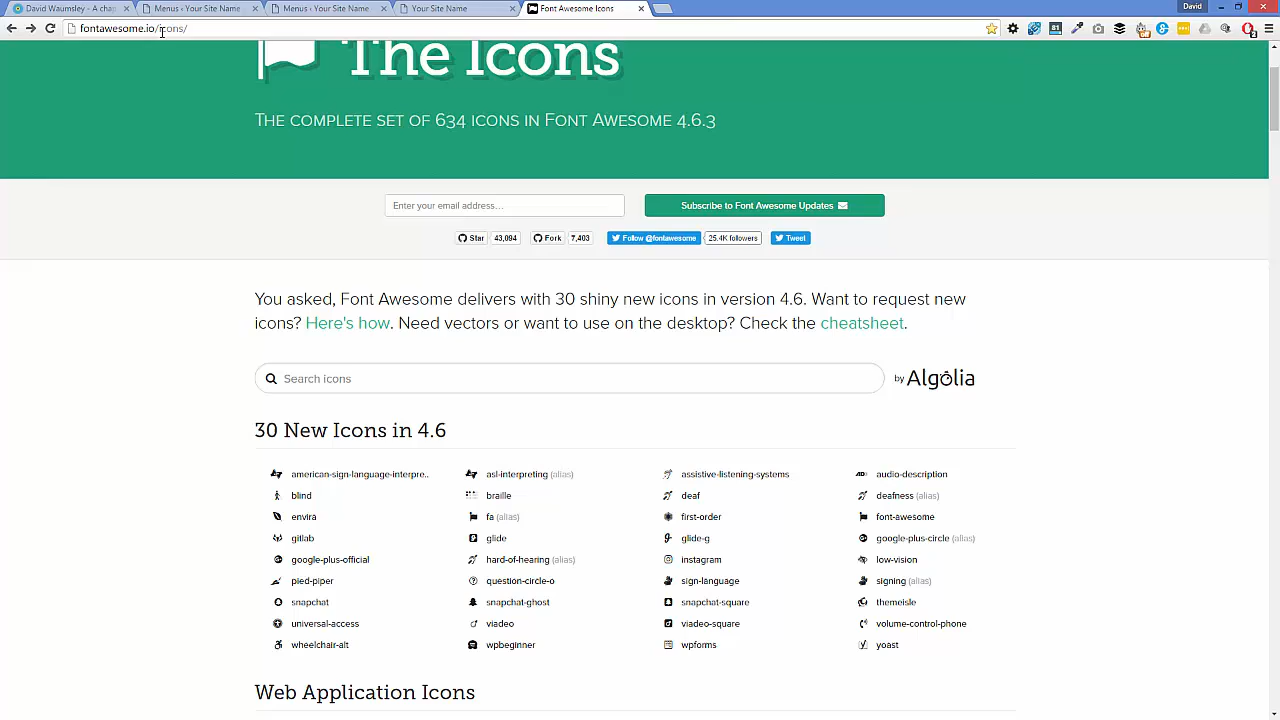 David Waumsley - A chap
Menus ‹ Your Site Name
Menus ‹ Your Site Name
Your Site Name
Font Awesome Icons
David
fontawesome.io/icons/
The Icons
The complete set of 634 icons in Font Awesome 4.6.3
Enter your email address...
Subscribe to Font Awesome Updates
Star 43,094 Fork 7,403 Follow @fontawesome 25.4K followers Tweet
You asked, Font Awesome delivers with 30 shiny new icons in version 4.6. Want to request new
icons? Here's how. Need vectors or want to use on the desktop? Check the cheatsheet.
Search icons
by Algolia
30 New Icons in 4.6
american-sign-language-interpre.. asl-interpreting (alias) assistive-listening-systems audio-description
blind braille deaf deafness (alias)
envira fa (alias) first-order font-awesome
gitlab glide glide-g google-plus-circle (alias)
google-plus-official hard-of-hearing (alias) instagram low-vision
pied-piper question-circle-o sign-language signing (alias)
snapchat snapchat-ghost snapchat-square themeisle
universal-access viadeo viadeo-square volume-control-phone
wheelchair-alt wpbeginner wpforms yoast
Web Application Icons